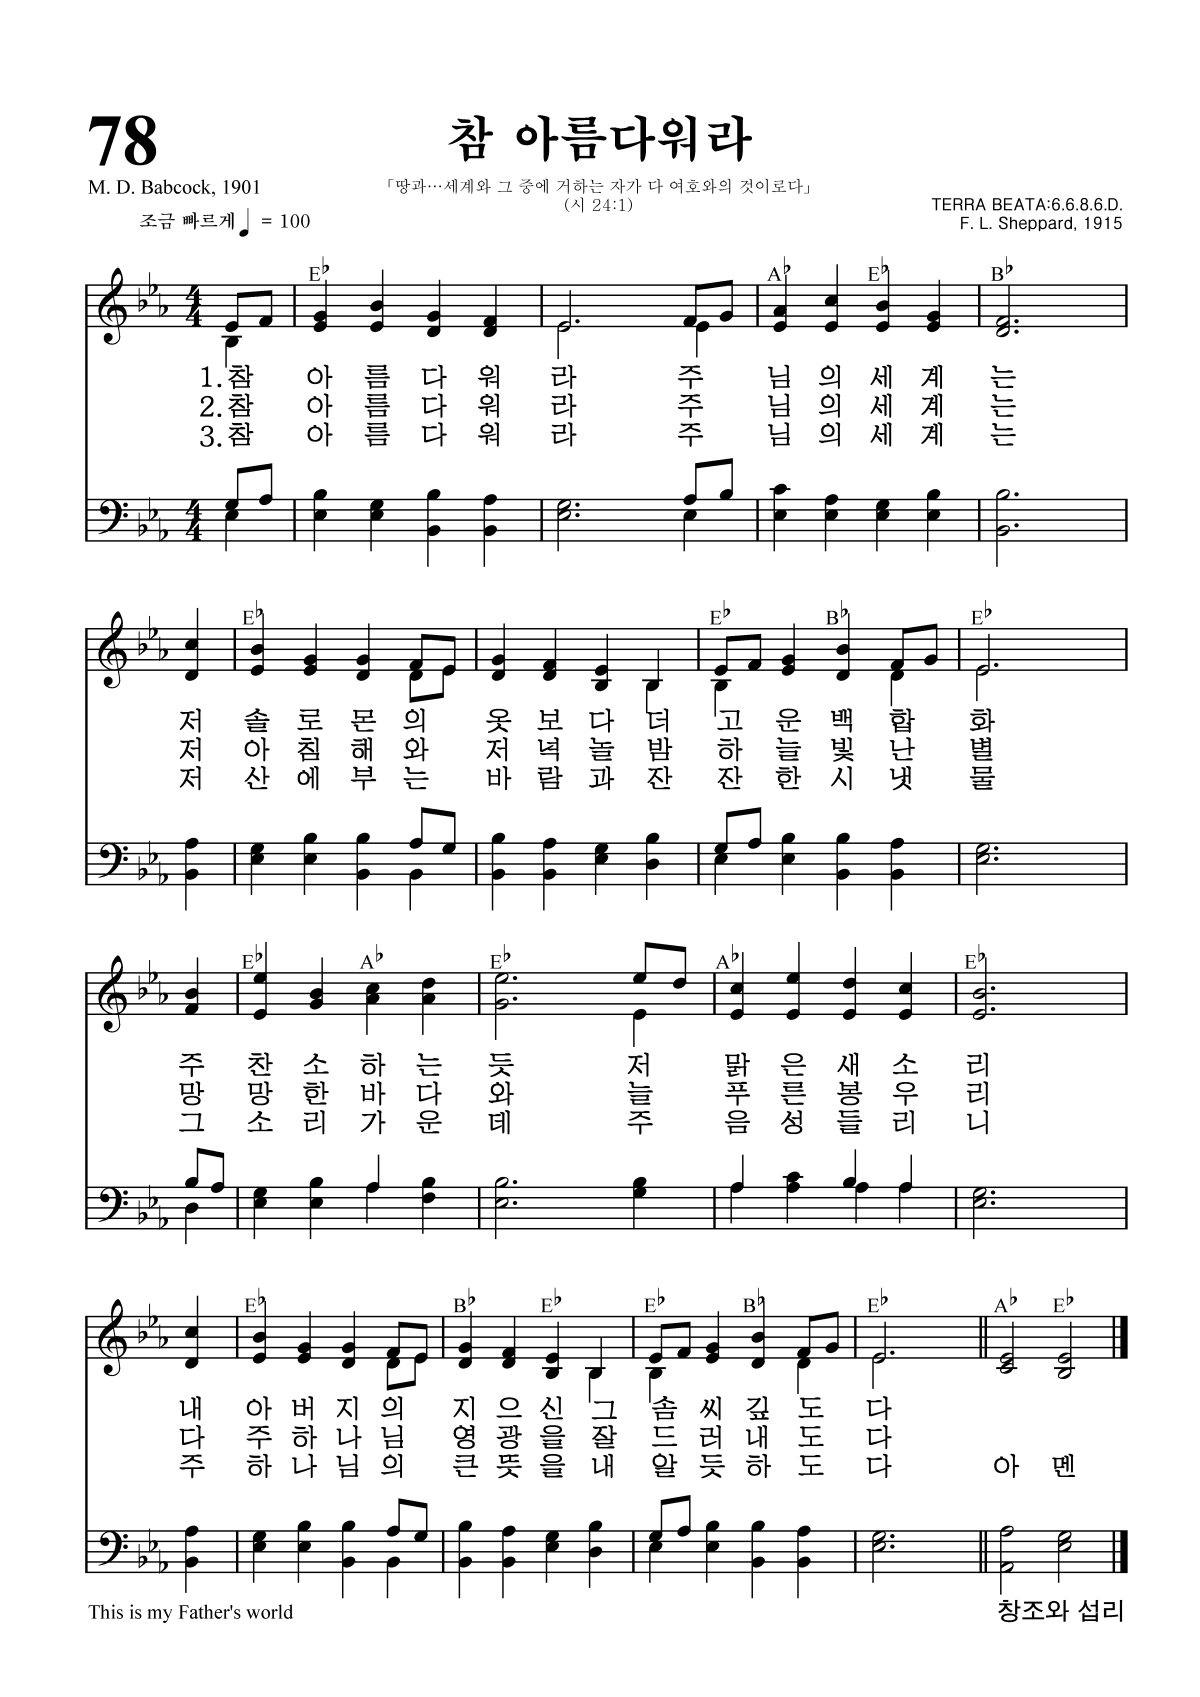 78
참 아름다워라
M. D. Babcock, 1901
「땅과…세계와 그 중에 거하는 자가 다 여호와의 것이로다」
(시 24:1)
TERRA BEATA:6.6.8.6.D.
F. L. Sheppard, 1915
조금 빠르게 ♩ = 100
E♭ A♭ E♭ B♭
4
4
1.참 아 름 다 워 라 주 님 의 세 계 는
2.참 아 름 다 워 라 주 님 의 세 계 는
3.참 아 름 다 워 라 주 님 의 세 계 는
4
4
E♭ E♭ B♭ E♭
저 솔 로 몬 의 옷 보 다 더 고 운 백 합 화
저 아 침 해 와 저 녁 놀 밤 하 늘 빛 난 별
저 산 에 부 는 바 람 과 잔 잔 한 시 냇 물
E♭ A♭ E♭ A♭ E♭
주 찬 소 하 는 듯 저 맑 은 새 소 리
망 망 한 바 다 와 늘 푸 른 봉 우 리
그 소 리 가 운 데 주 음 성 들 리 니
E♭ B♭ E♭ E♭ B♭ E♭ A♭ E♭
내 아 버 지 의 지 으 신 그 솜 씨 깊 도 다
다 주 하 나 님 영 광 을 잘 드 러 내 도 다
주 하 나 님 의 큰 뜻 을 내 알 듯 하 도 다 아 멘
This is my Father's world
창조와 섭리